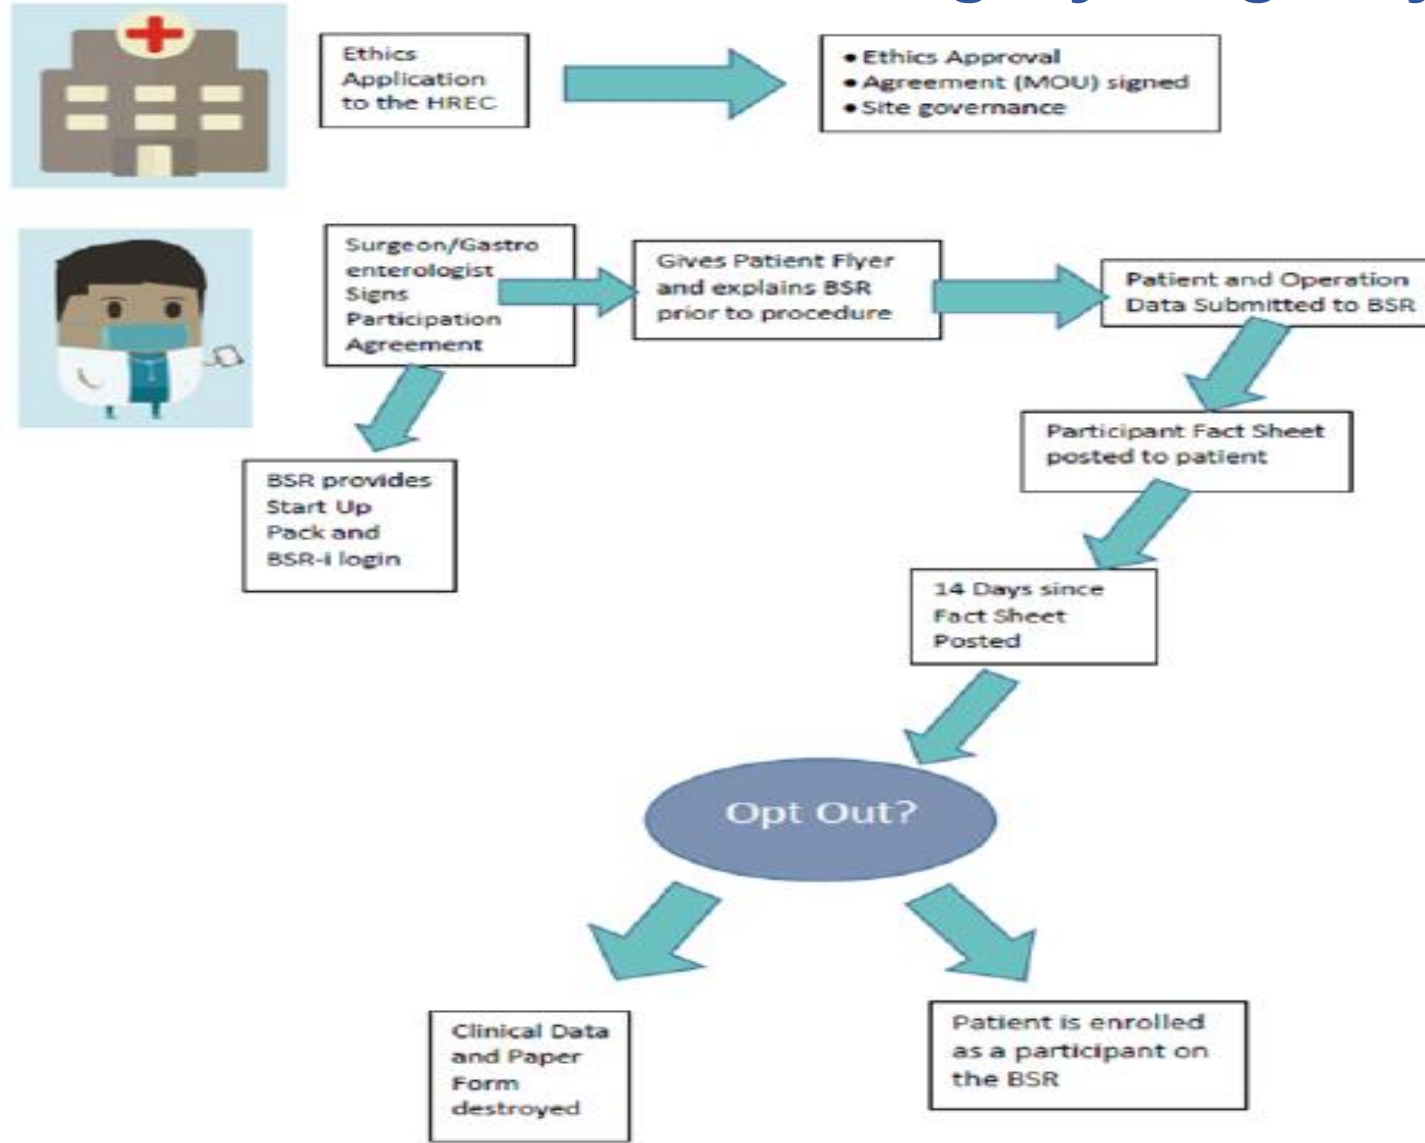 Ethics
Application
to the HREC
• Ethics Approval
• Agreement (MOU) signed
• Site governance
Surgeon/Gastro
enterologist
Signs
Participation
Agreement
Gives Patient Flyer
and explains BSR
prior to procedure
Patient and Operation
Data Submitted to BSR
BSR provides
Start Up
Pack and
BSR-i login
Participant Fact Sheet
posted to patient
14 Days since
Fact Sheet
Posted
Opt Out?
Clinical Data
and Paper
Form
destroyed
Patient is enrolled
as a participant on
the BSR